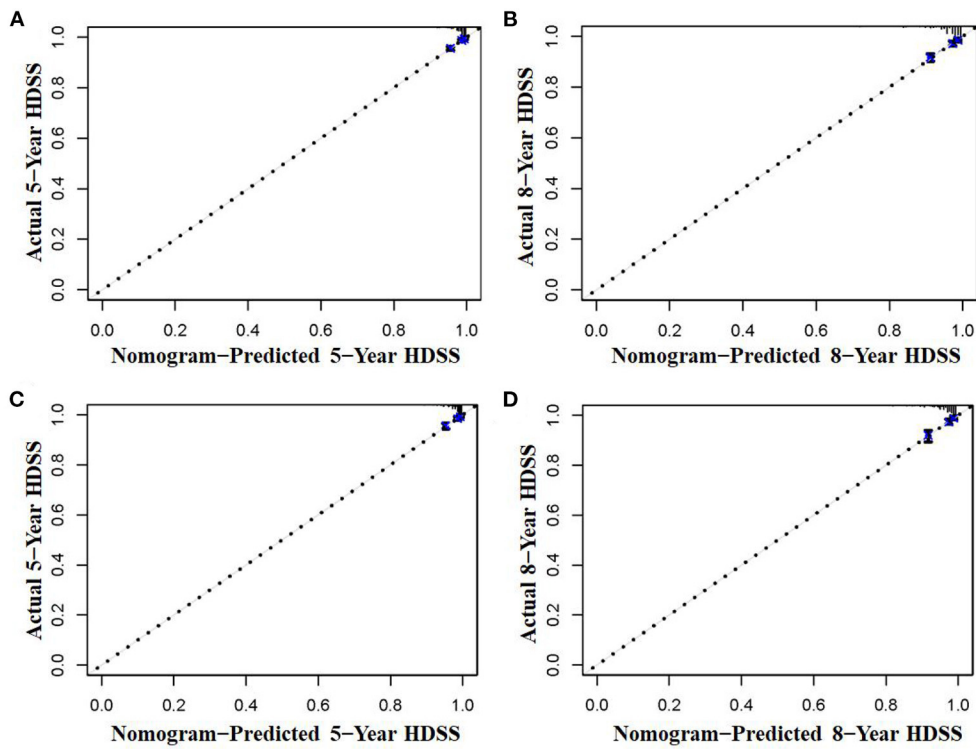 A
Actual 5-Year HDSS
1.0
0.8
0.6
0.4
0.2
0.0
0.0 0.2 0.4 0.6 0.8 1.0
Nomogram-Predicted 5-Year HDSS
B
Actual 8-Year HDSS
1.0
0.8
0.6
0.4
0.2
0.0
0.0 0.2 0.4 0.6 0.8 1.0
Nomogram-Predicted 8-Year HDSS
C
Actual 5-Year HDSS
1.0
0.8
0.6
0.4
0.2
0.0
0.0 0.2 0.4 0.6 0.8 1.0
Nomogram-Predicted 5-Year HDSS
D
Actual 8-Year HDSS
1.0
0.8
0.6
0.4
0.2
0.0
0.0 0.2 0.4 0.6 0.8 1.0
Nomogram-Predicted 8-Year HDSS